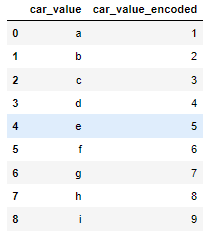 car_value car_value_encoded
0 a 1
1 b 2
2 c 3
3 d 4
4 e 5
5 f 6
6 g 7
7 h 8
8 i 9